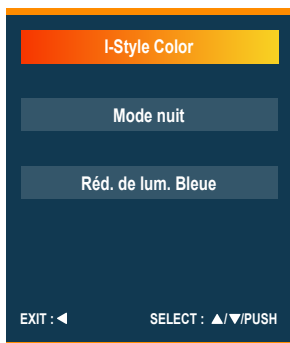 I-Style Color
Mode nuit
Réd. de lum. Bleue
EXIT : ◀ SELECT : ▲/▼/PUSH